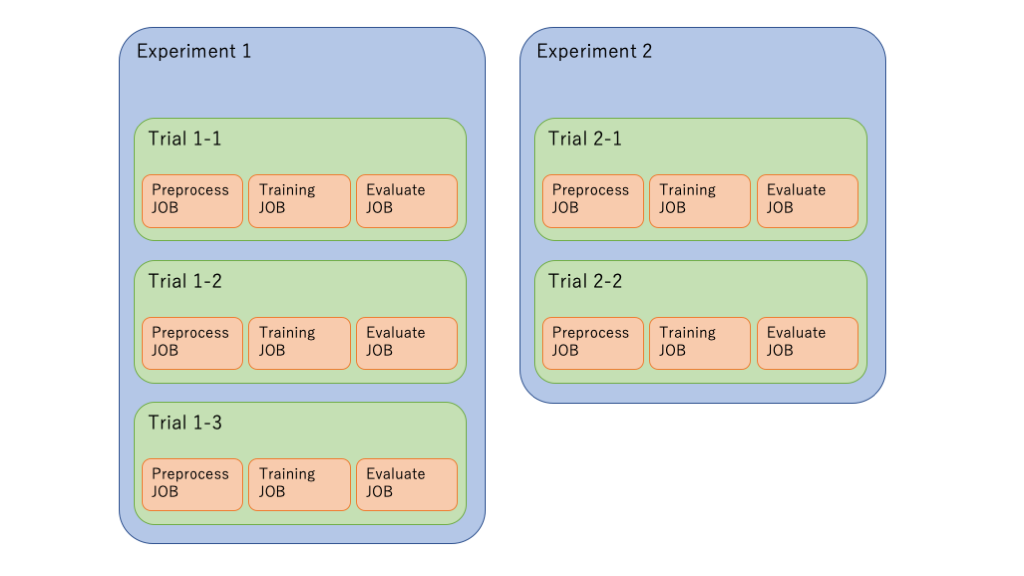 Experiment 1
Trial 1-1
Preprocess
JOB
Training
JOB
Evaluate
JOB
Trial 1-2
Preprocess
JOB
Training
JOB
Evaluate
JOB
Trial 1-3
Preprocess
JOB
Training
JOB
Evaluate
JOB
Experiment 2
Trial 2-1
Preprocess
JOB
Training
JOB
Evaluate
JOB
Trial 2-2
Preprocess
JOB
Training
JOB
Evaluate
JOB